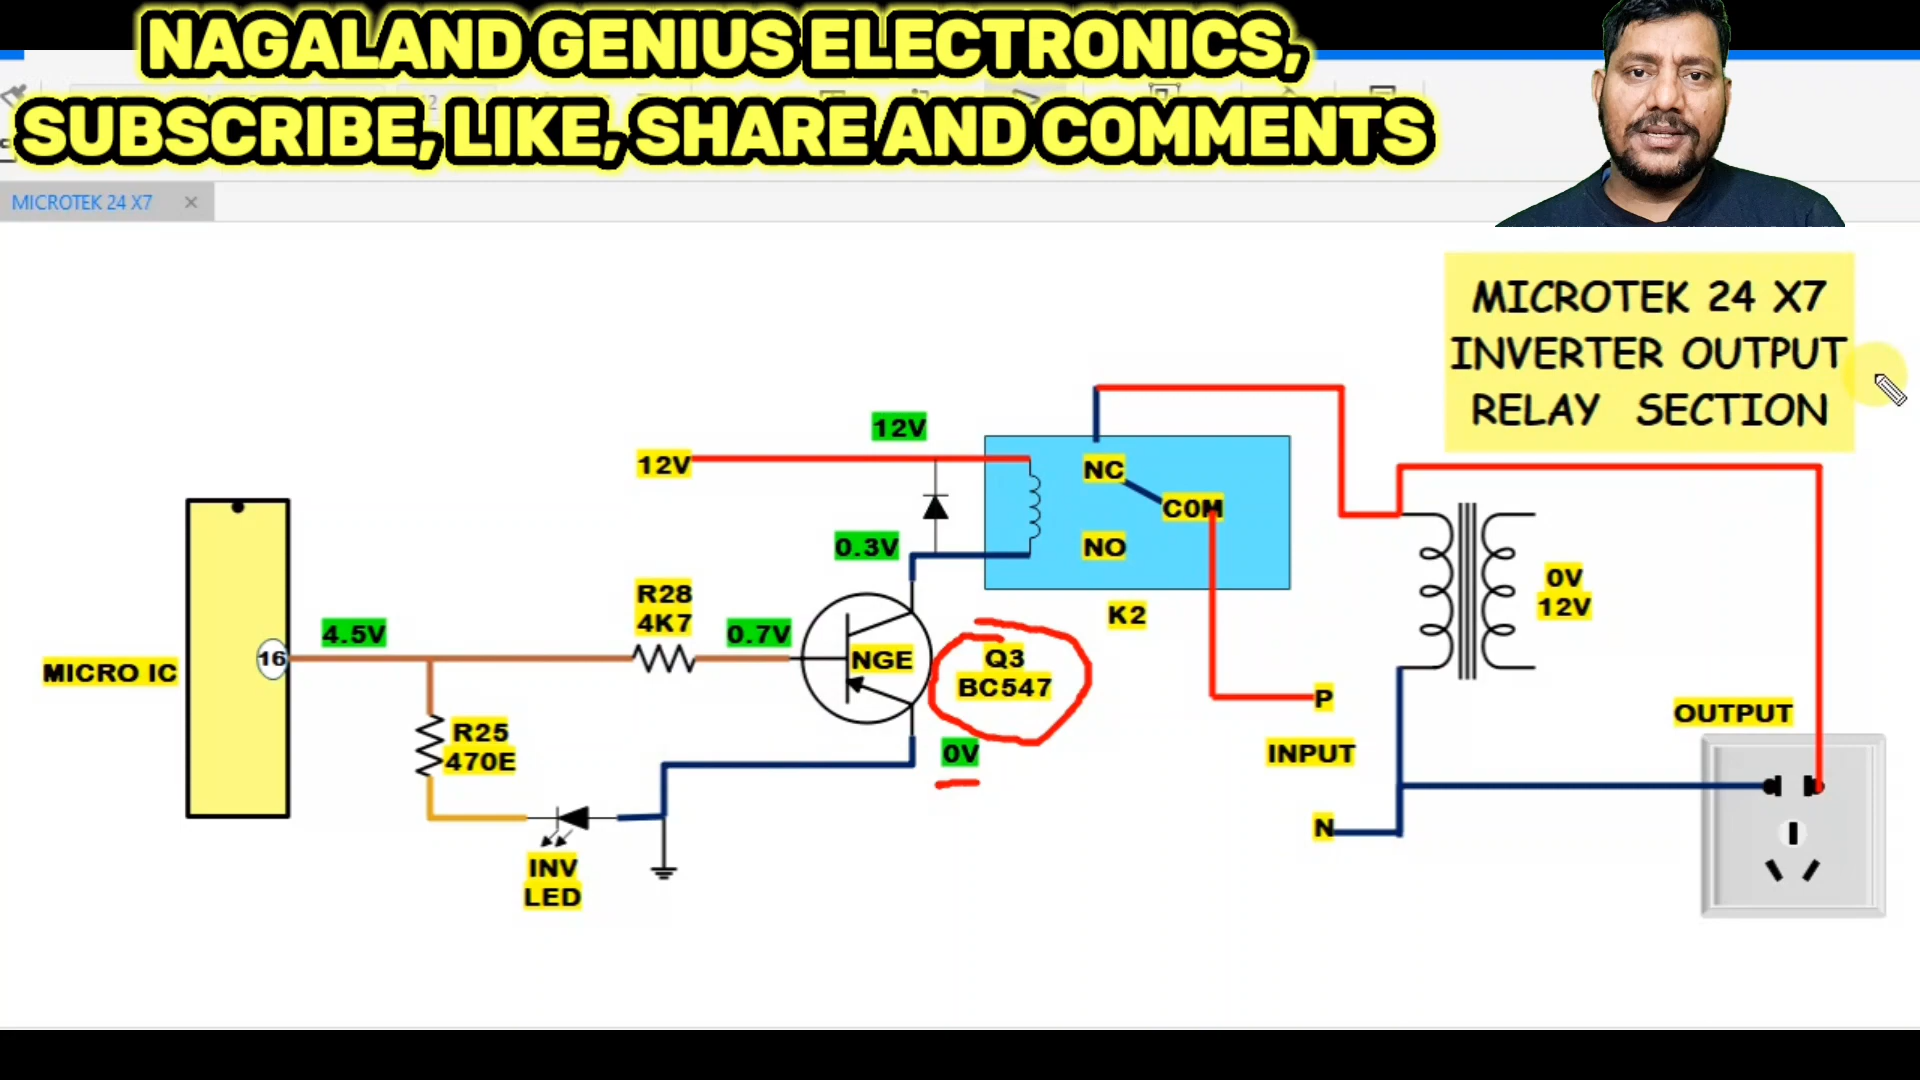 NAGALAND GENIUS ELECTRONICS,
SUBSCRIBE, LIKE, SHARE AND COMMENTS
MICROTEK 24 X7
MICROTEK 24 X7
INVERTER OUTPUT
RELAY SECTION
12V
12V
NC
COM
0.3V
NO
R28
4K7
K2
0V
12V
4.5V
0.7V
16
MICRO IC
NGE
Q3
BC547
P
OUTPUT
R25
470E
0V
INPUT
N
INV
LED